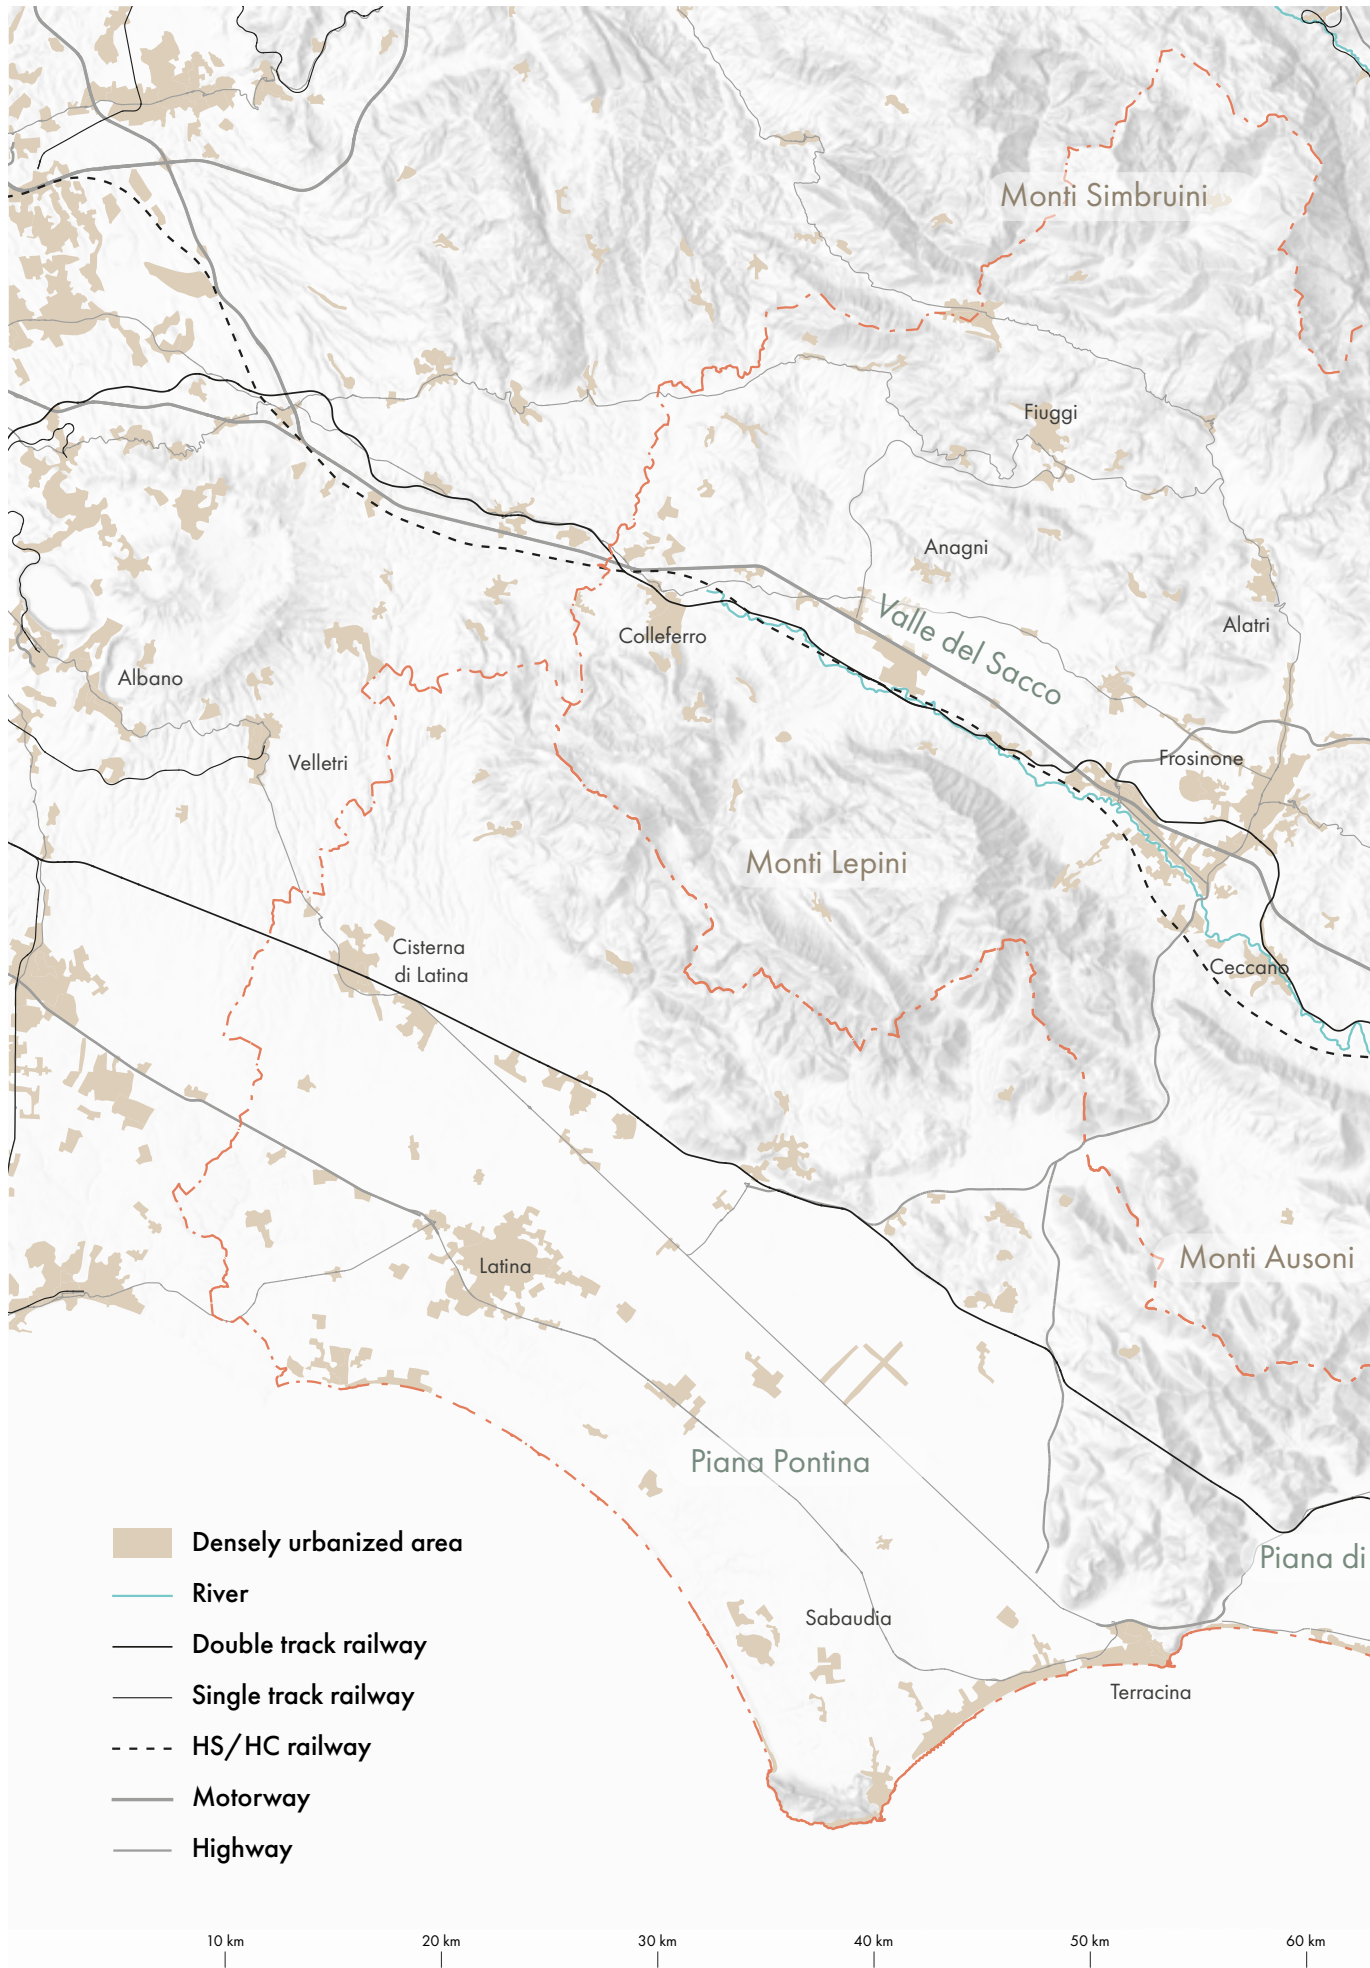 Monti Simbruini
Fiuggi
Anagni
Valle del Sacco
Alatri
Colleferro
Albano
Velletri
Frosinone
Monti Lepini
Cisterna
di Latina
Ceccano
Latina
Monti Ausoni
Piana Pontina
Piana di
Sabaudia
Terracina
Densely urbanized area
River
Double track railway
Single track railway
HS/HC railway
Motorway
Highway
10 km
20 km
30 km
40 km
50 km
60 km